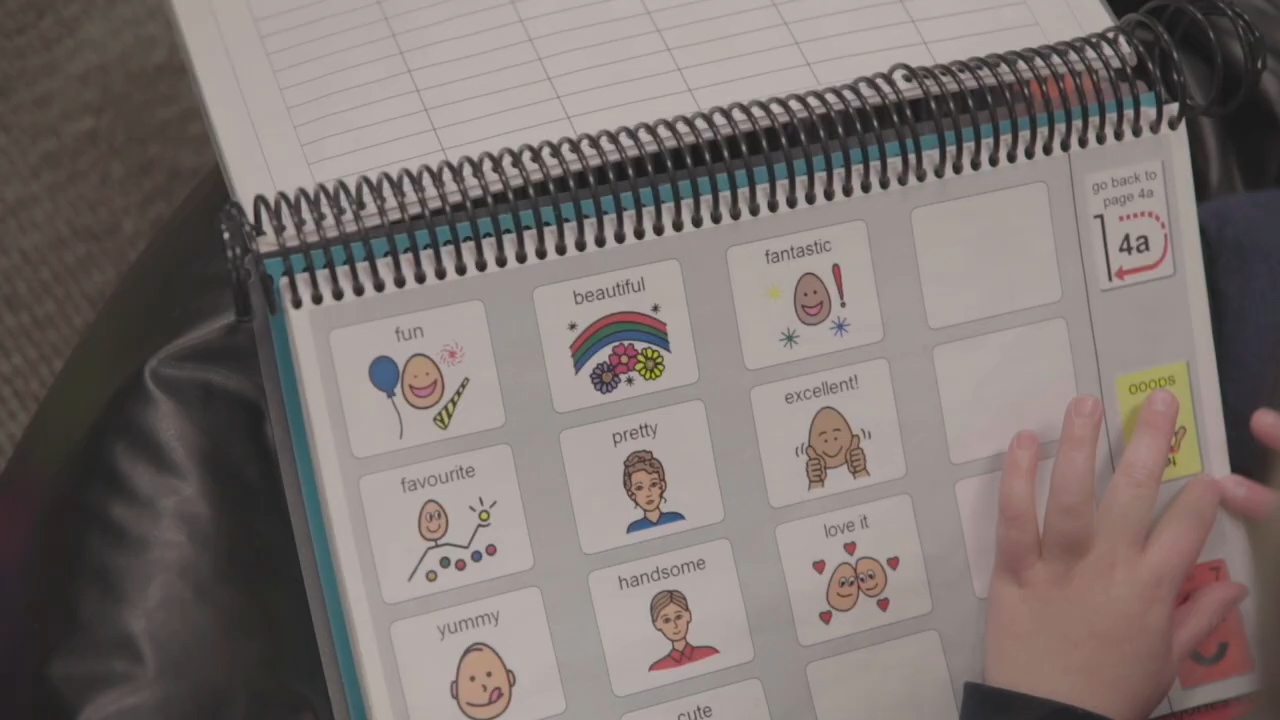 fun
beautiful
fantastic
go back to
page 4a
4a
favourite
pretty
excellent!
ooops
yummy
handsome
love it
cute